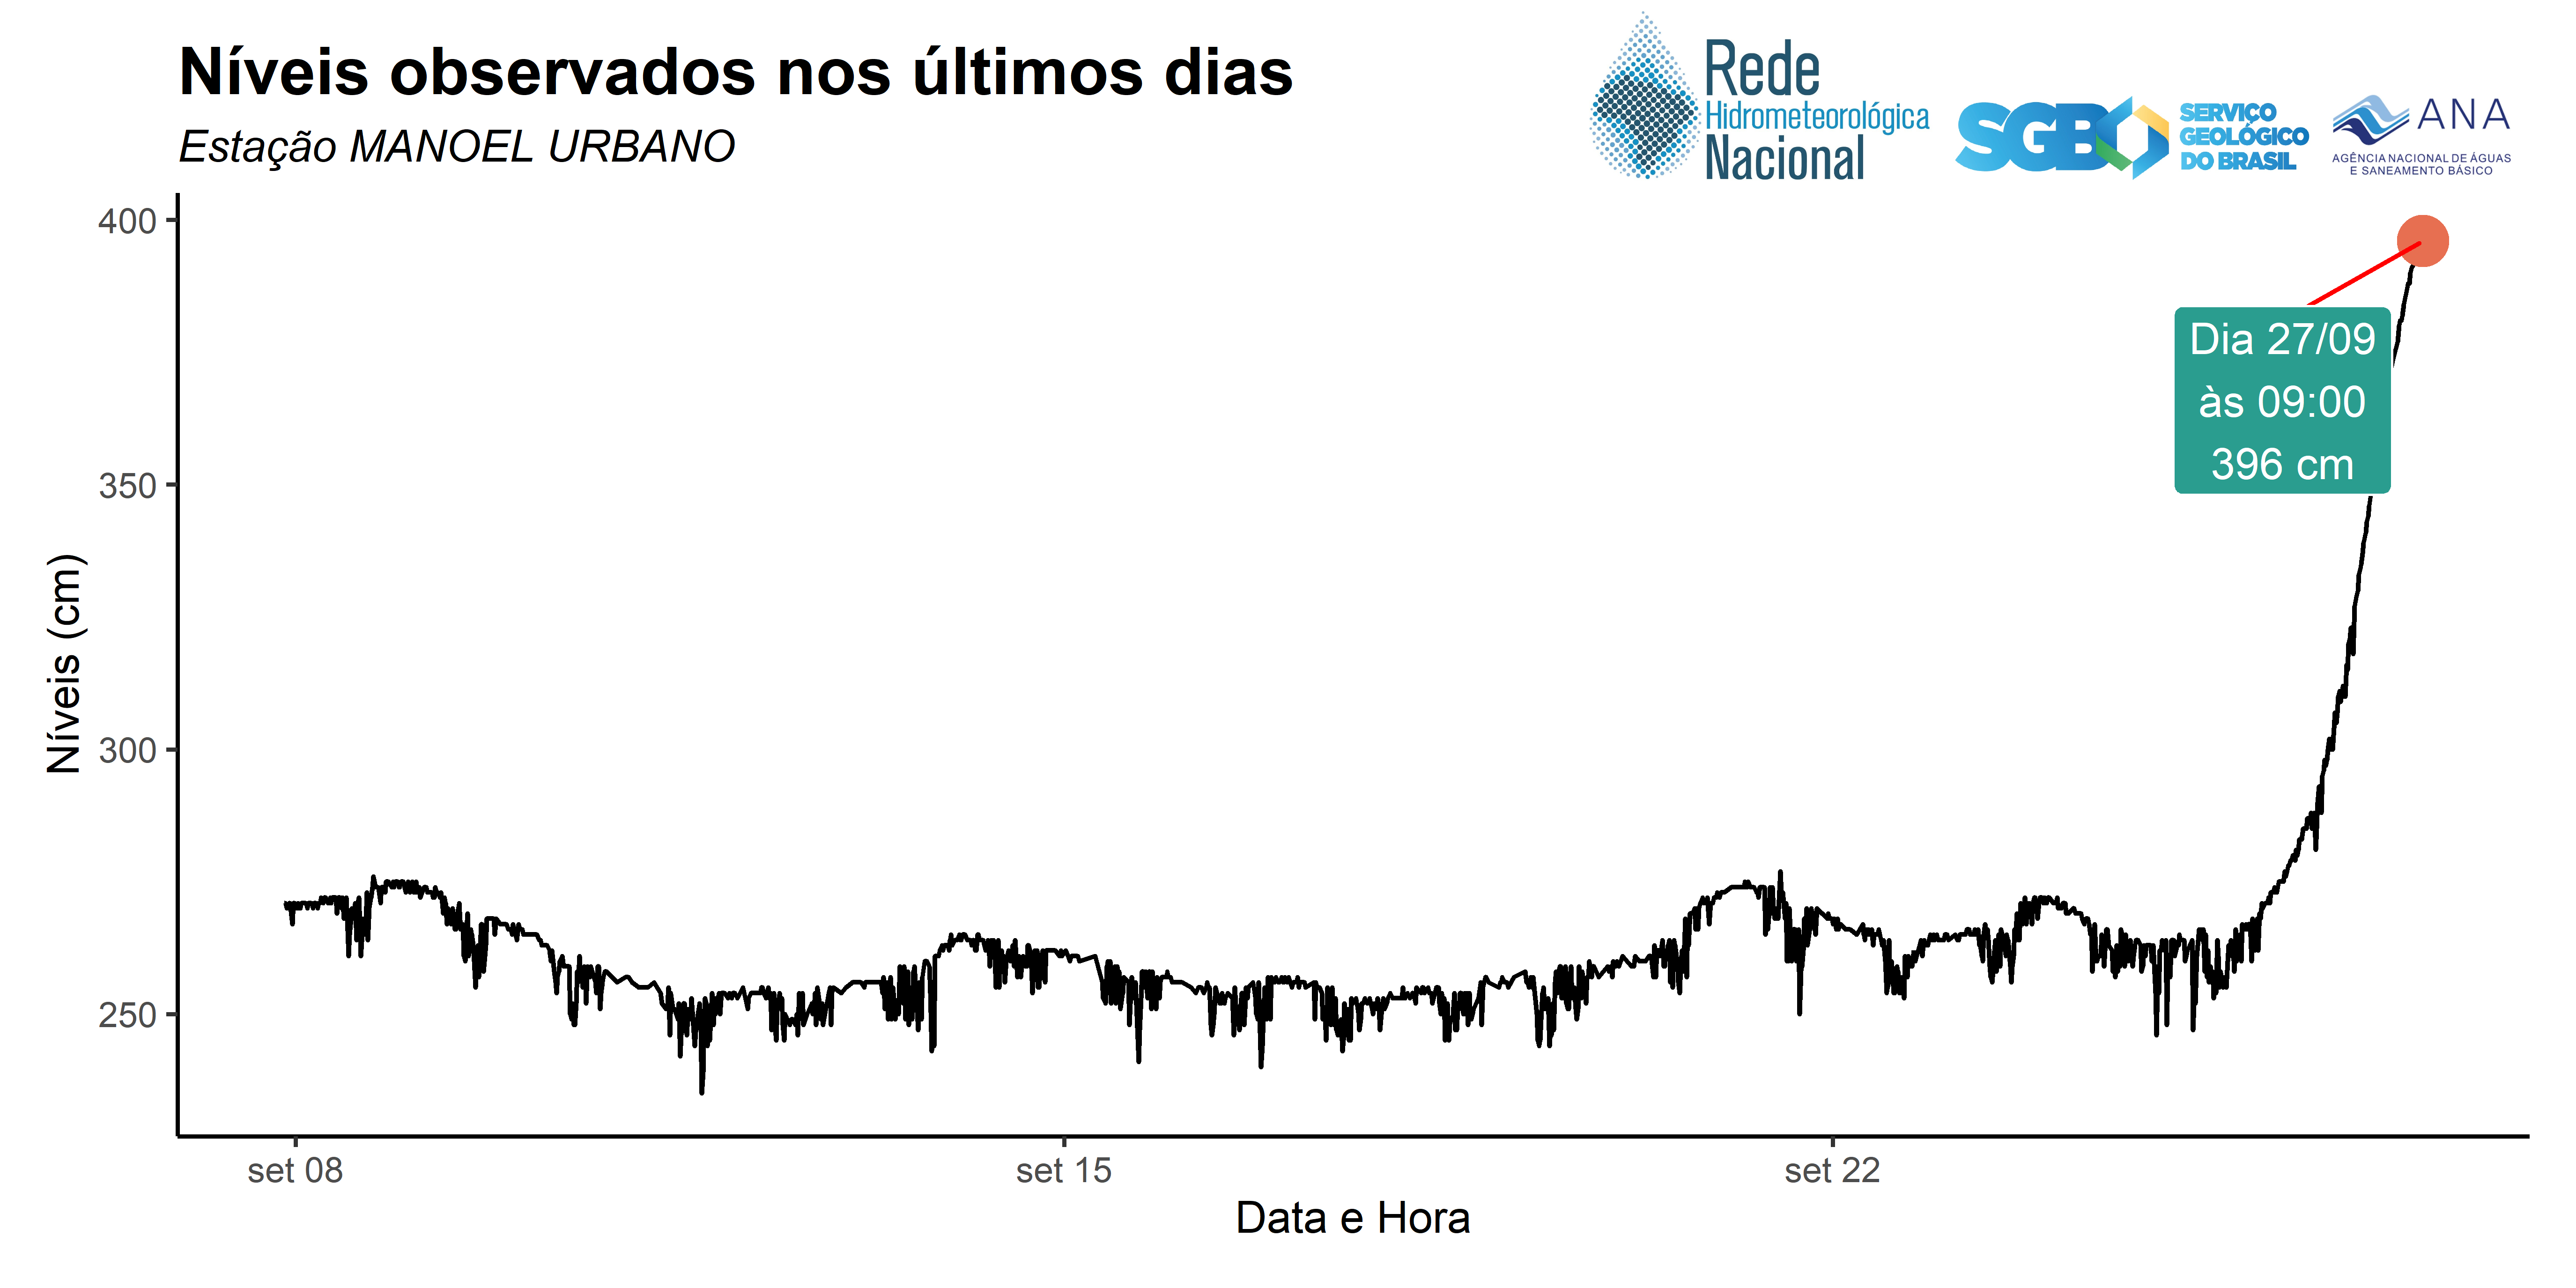 Níveis observados nos últimos dias
Estação MANOEL URBANO
Rede
Hidrometeorológica
Nacional
SGB
SERVIÇO
GEOLÓGICO
DO BRASIL
ANA
AGÊNCIA NACIONAL DE ÁGUAS
E SANEAMENTO BÁSICO
400
350
300
250
Níveis (cm)
Dia 27/09
às 09:00
396 cm
set 08
set 15
set 22
Data e Hora